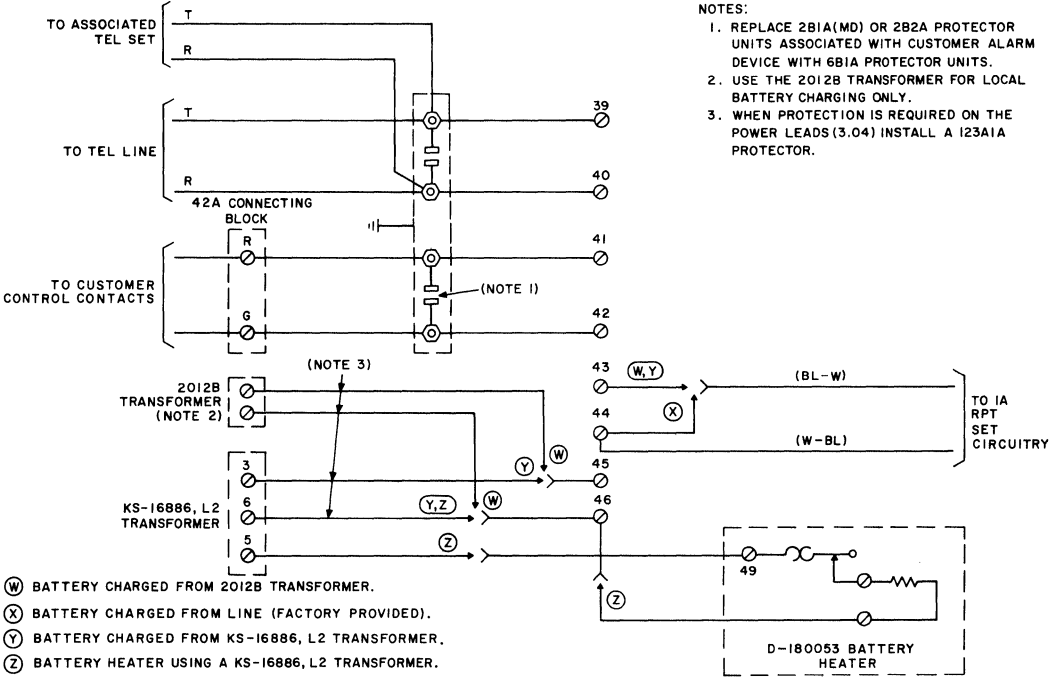 NOTES:
1. REPLACE 2B1A(MD) OR 2B2A PROTECTOR
UNITS ASSOCIATED WITH CUSTOMER ALARM
DEVICE WITH 6B1A PROTECTOR UNITS.
2. USE THE 2012B TRANSFORMER FOR LOCAL
BATTERY CHARGING ONLY.
3. WHEN PROTECTION IS REQUIRED ON THE
POWER LEADS (3.04) INSTALL A 123A1A
PROTECTOR.
TO ASSOCIATED
TEL SET
T
R
TO TEL LINE
T
R
39
40
42A CONNECTING
BLOCK
R
G
TO CUSTOMER
CONTROL CONTACTS
41
(NOTE 1)
42
(NOTE 3)
2012B
TRANSFORMER
(NOTE 2)
43
W,Y
(BL-W)
X
44
(W-BL)
TO 1A
RPT
SET
CIRCUITRY
W
Y
45
3
KS-16886, L2
TRANSFORMER
6
Y,Z
W
46
5
Z
49
Z
D-180053 BATTERY
HEATER
W BATTERY CHARGED FROM 2012B TRANSFORMER.
X BATTERY CHARGED FROM LINE (FACTORY PROVIDED).
Y BATTERY CHARGED FROM KS-16886, L2 TRANSFORMER.
Z BATTERY HEATER USING A KS-16886, L2 TRANSFORMER.